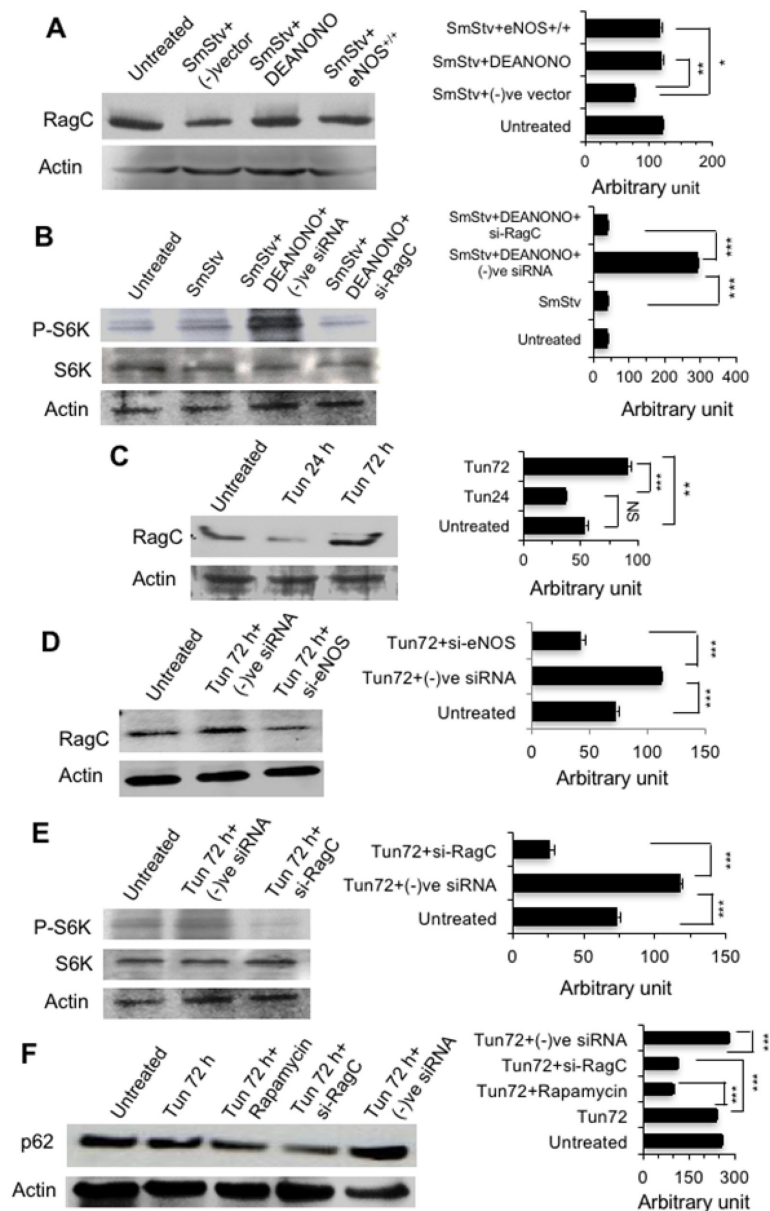 A
Untreated
SmStv+
(-)vector
SmStv+
DEANONO
SmStv+
eNOS+/+
RagC
Actin
SmStv+eNOS+/+
SmStv+DEANONO
SmStv+(-)ve vector
Untreated
**
*
0 100 200
Arbitrary unit
B
Untreated
SmStv
SmStv+
DEANONO+
(-)ve siRNA
SmStv+
DEANONO+
si-RagC
P-S6K
S6K
Actin
SmStv+DEANONO+
si-RagC
SmStv+DEANONO+
(-)ve siRNA
SmStv
Untreated
***
***
0 100 200 300 400
Arbitrary unit
C
Untreated
Tun 24 h
Tun 72 h
RagC
Actin
Tun72
Tun24
Untreated
***
NS
**
0 50 100
Arbitrary unit
D
Untreated
Tun 72 h+
(-)ve siRNA
Tun 72 h+
si-eNOS
RagC
Actin
Tun72+si-eNOS
Tun72+(-)ve siRNA
Untreated
***
***
0 50 100 150
Arbitrary unit
E
Untreated
Tun 72 h+
(-)ve siRNA
Tun 72 h+
si-RagC
P-S6K
S6K
Actin
Tun72+si-RagC
Tun72+(-)ve siRNA
Untreated
***
***
0 50 100 150
Arbitrary unit
F
Untreated
Tun 72 h
Tun 72 h+
Rapamycin
Tun 72 h+
si-RagC
Tun 72 h+
(-)ve siRNA
p62
Actin
Tun72+(-)ve siRNA
Tun72+si-RagC
Tun72+Rapamycin
Tun72
Untreated
***
***
***
0 150 300
Arbitrary unit